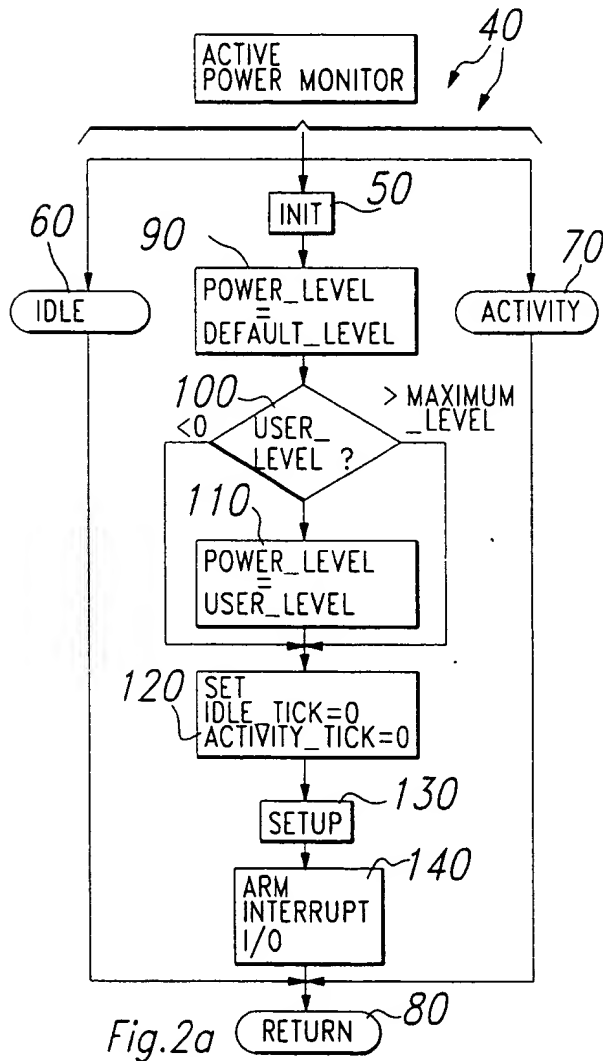 ACTIVE
POWER MONITOR
40
50
INIT
60
IDLE
90
POWER_LEVEL
=
DEFAULT_LEVEL
70
ACTIVITY
100
<0
USER_
LEVEL ?
> MAXIMUM
_LEVEL
110
POWER_LEVEL
=
USER_LEVEL
120
SET
IDLE_TICK=0
ACTIVITY_TICK=0
130
SETUP
140
ARM
INTERRUPT
I/O
80
RETURN
Fig.2a